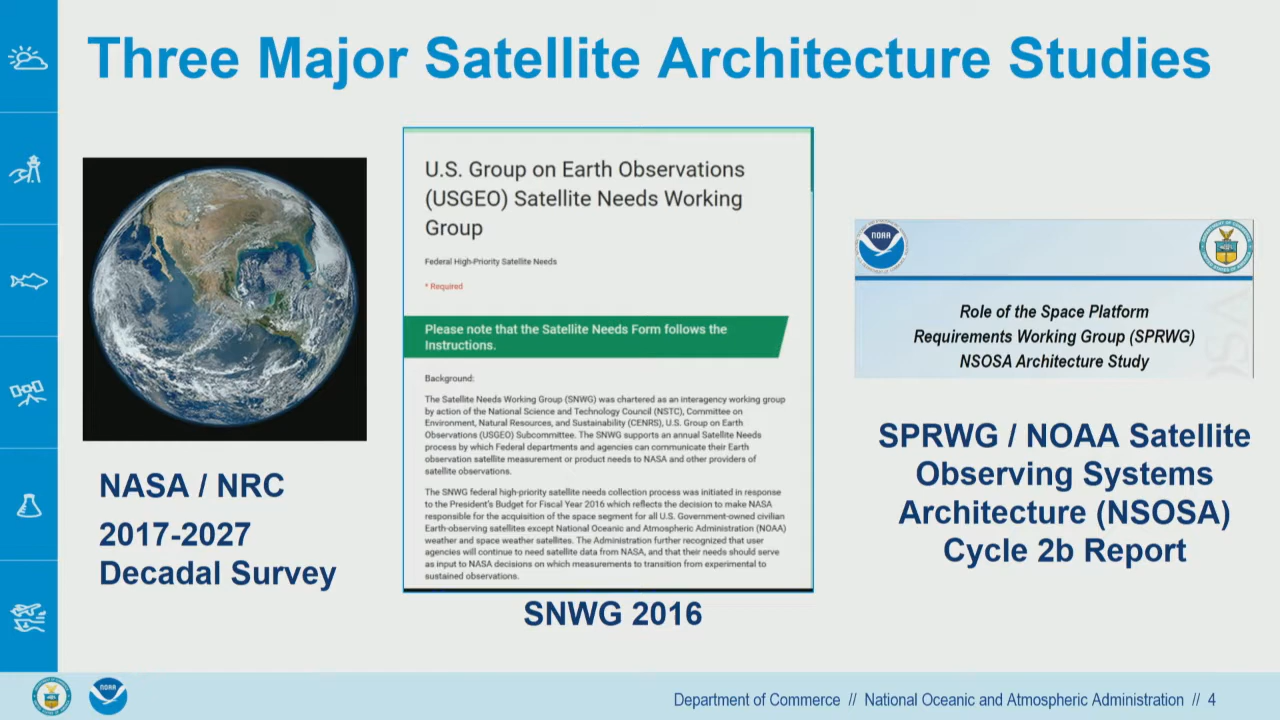 Three Major Satellite Architecture Studies
NASA / NRC
2017-2027
Decadal Survey
U.S. Group on Earth Observations
(USGEO) Satellite Needs Working
Group
Federal High-Priority Satellite Needs
* Required
Please note that the Satellite Needs Form follows the
Instructions.
Background:
The Satellite Needs Working Group (SNWG) was chartered as an interagency working group
by action of the National Science and Technology Council (NSTC), Committee on
Environment, Natural Resources, and Sustainability (CENRS), U.S. Group on Earth
Observations (USGEO) Subcommittee. The SNWG supports an annual Satellite Needs
process by which Federal departments and agencies can communicate their Earth
observation satellite measurement or product needs to NASA and other providers of
satellite observations.
The SNWG federal high-priority satellite needs collection process was initiated in response
to the President's Budget for Fiscal Year 2016 which reflects the decision to make NASA
responsible for the acquisition of the space segment for all U.S. Government-owned civilian
Earth-observing satellites except National Oceanic and Atmospheric Administration (NOAA)
weather and space weather satellites. The Administration further recognized that user
agencies will continue to need satellite data from NASA, and that their needs should serve
as input to NASA decisions on which measurements to transition from experimental to
sustained observations.
SNWG 2016
NOAA
Role of the Space Platform
Requirements Working Group (SPRWG)
NSOSA Architecture Study
SPRWG / NOAA Satellite
Observing Systems
Architecture (NSOSA)
Cycle 2b Report
NOAA
Department of Commerce // National Oceanic and Atmospheric Administration // 4